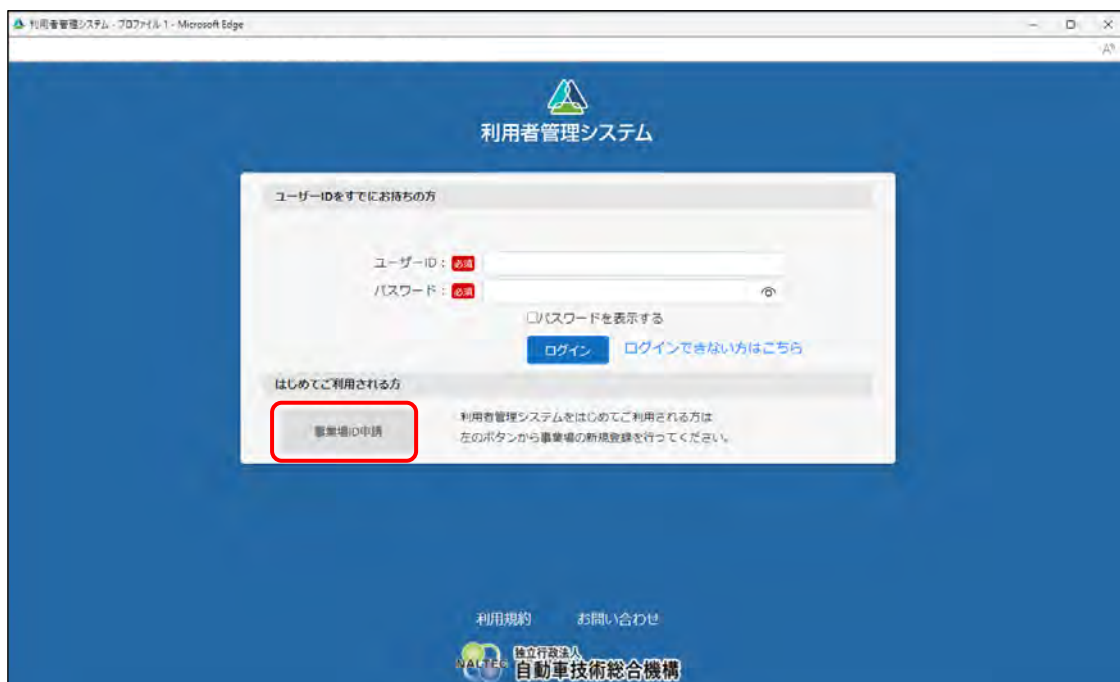 利用者管理システム - プロファイル 1 - Microsoft Edge
利用者管理システム
ユーザーIDをすでにお持ちの方
ユーザーID： 必須
パスワード： 必須
パスワードを表示する
ログイン ログインできない方はこちら
はじめてご利用される方
事業場ID申請
利用者管理システムをはじめてご利用される方は
左のボタンから事業場の新規登録を行ってください。
利用規約 お問い合わせ
NALTEC 独立行政法人
自動車技術総合機構